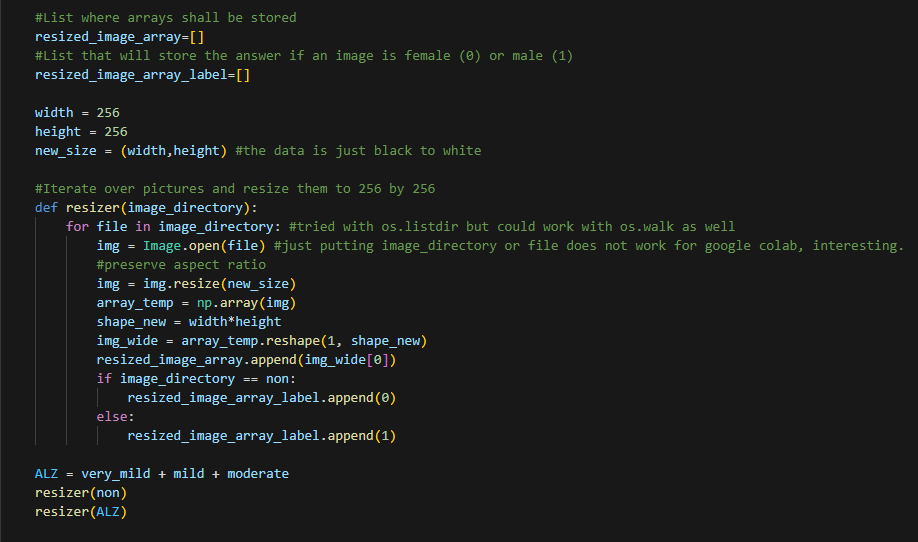 #List where arrays shall be stored
resized_image_array=[]
#List that will store the answer if an image is female (0) or male (1)
resized_image_array_label=[]
width = 256
height = 256
new_size = (width,height) #the data is just black to white
#Iterate over pictures and resize them to 256 by 256
def resizer(image_directory):
    for file in image_directory: #tried with os.listdir but could work with os.walk as well
        img = Image.open(file) #just putting image_directory or file does not work for google colab, interesting.
        #preserve aspect ratio
        img = img.resize(new_size)
        array_temp = np.array(img)
        shape_new = width*height
        img_wide = array_temp.reshape(1, shape_new)
        resized_image_array.append(img_wide[0])
        if image_directory == non:
            resized_image_array_label.append(0)
        else:
            resized_image_array_label.append(1)
ALZ = very_mild + mild + moderate
resizer(non)
resizer(ALZ)